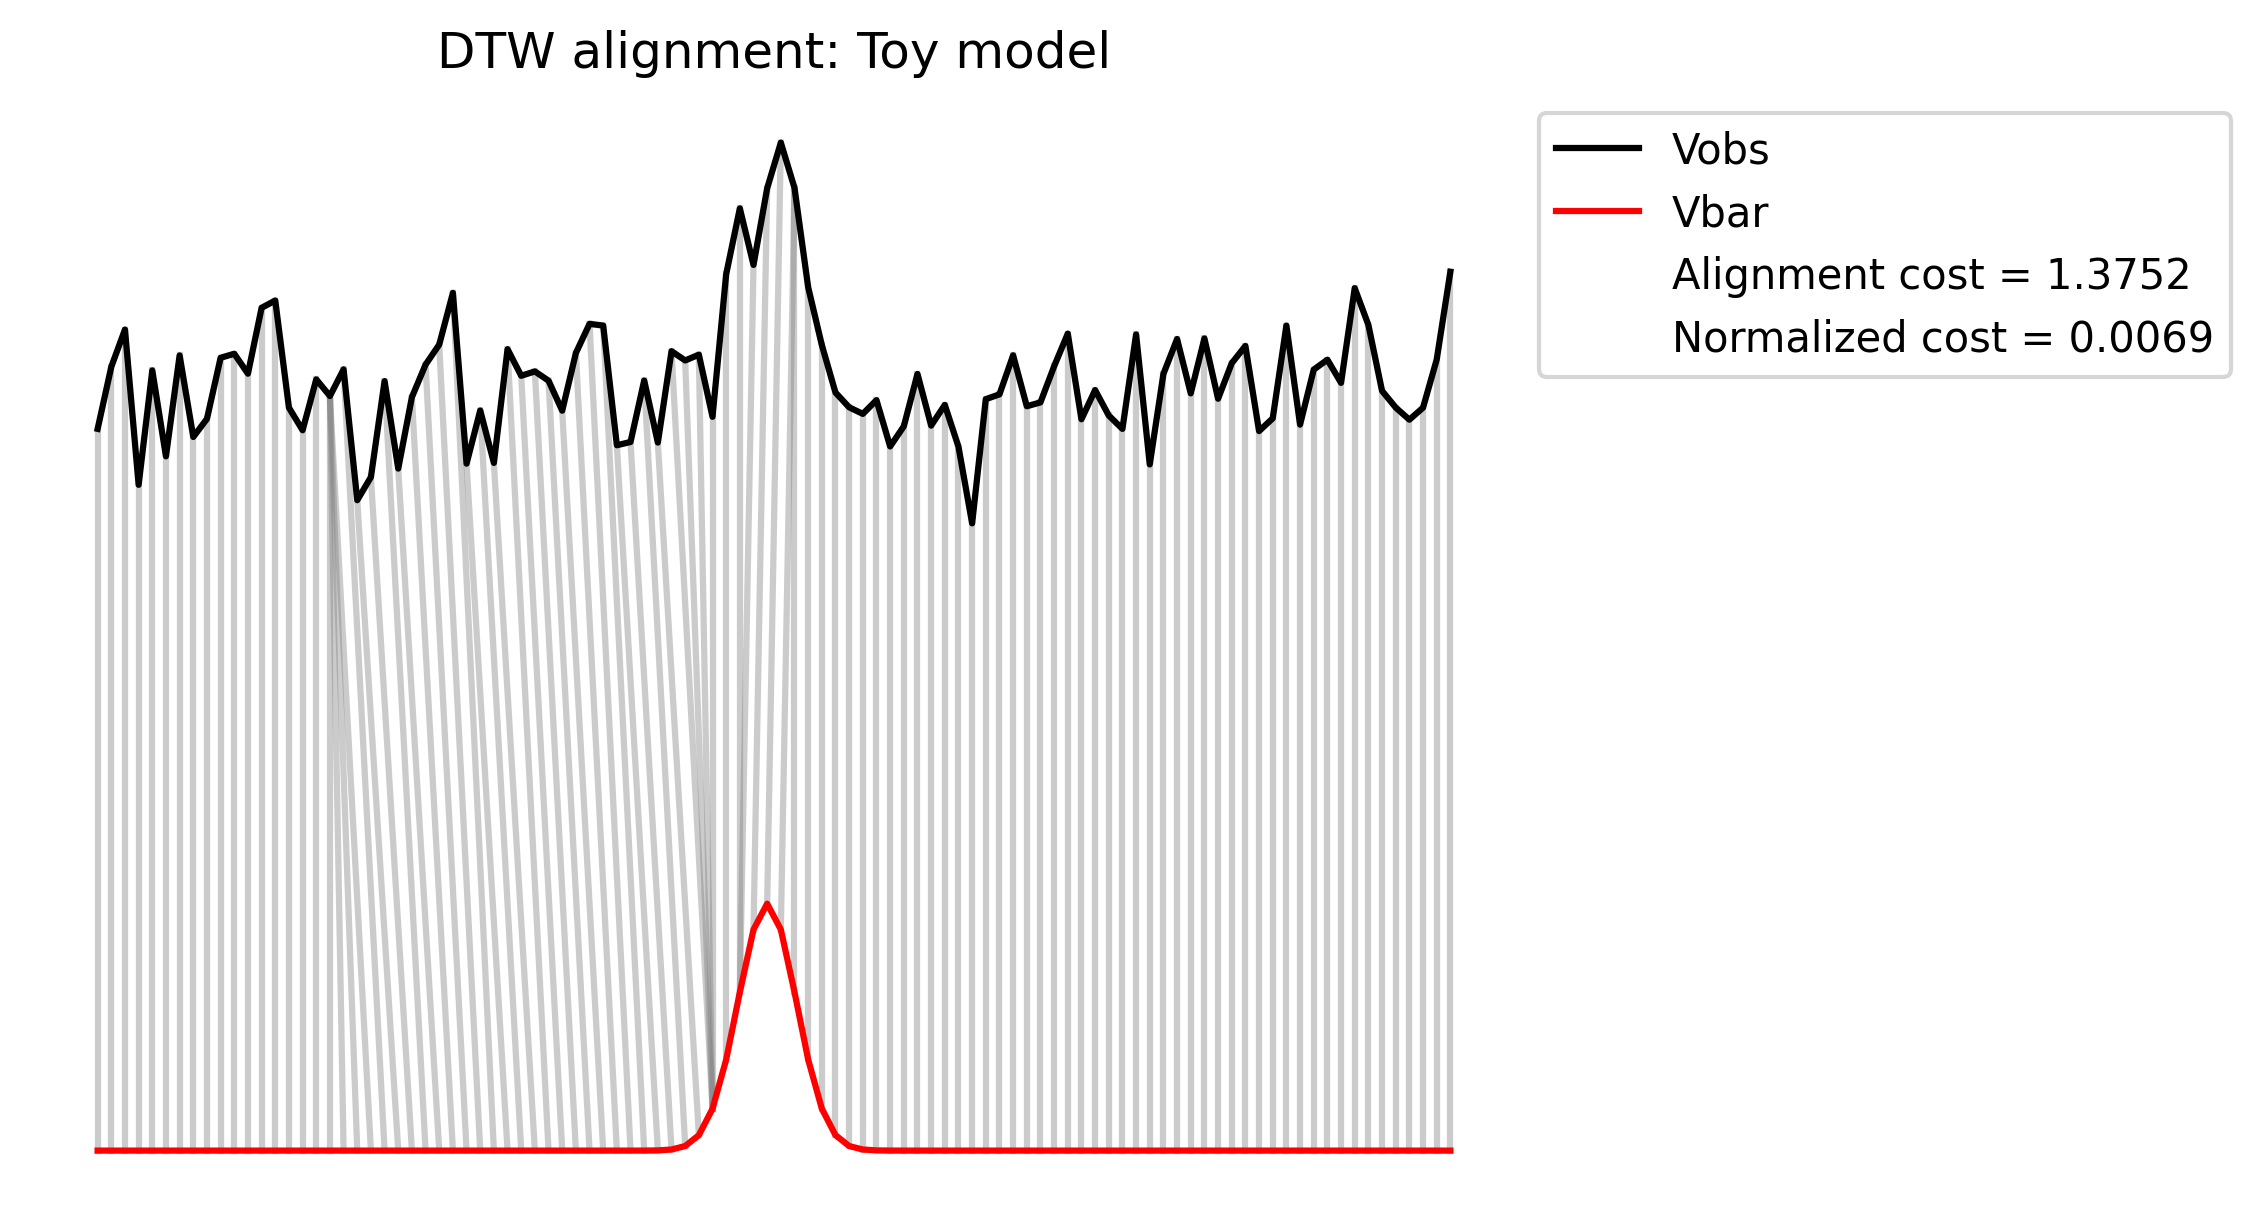 DTW alignment: Toy model
Vobs
Vbar
Alignment cost = 1.3752
Normalized cost = 0.0069